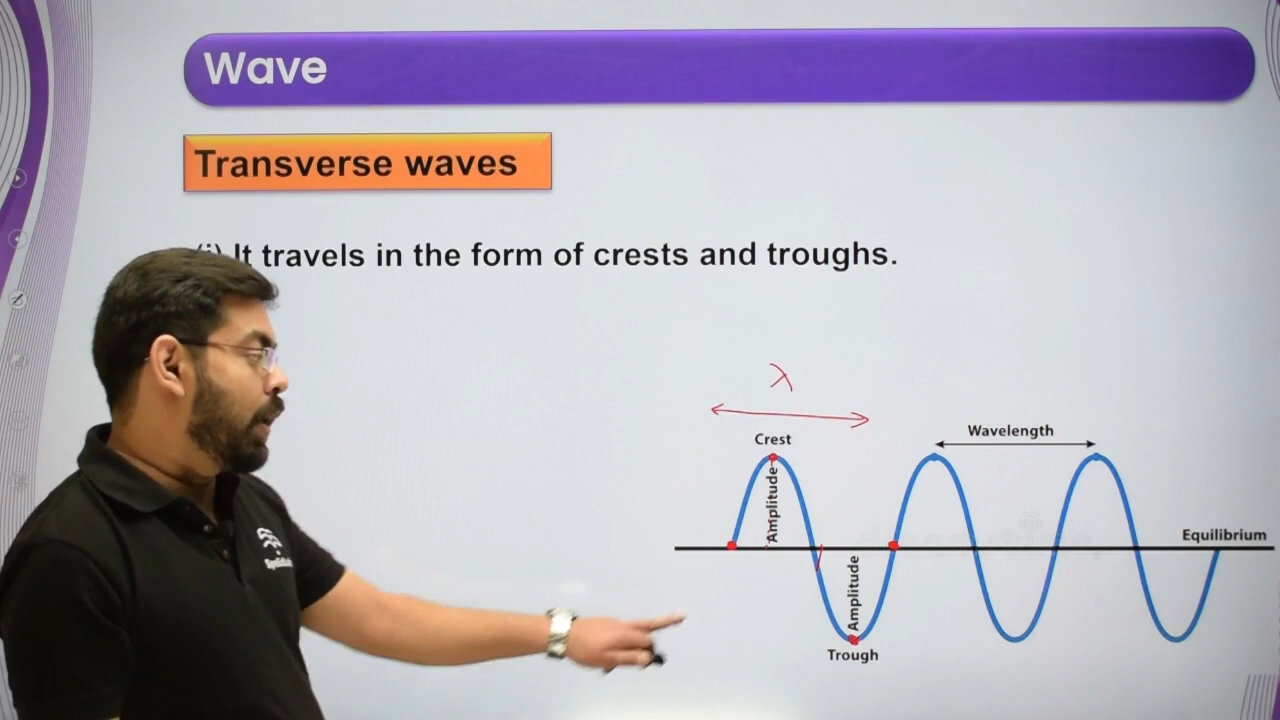 Wave
Transverse waves
(i) It travels in the form of crests and troughs.
λ
Crest
Wavelength
Amplitude
Equilibrium
Amplitude
Trough